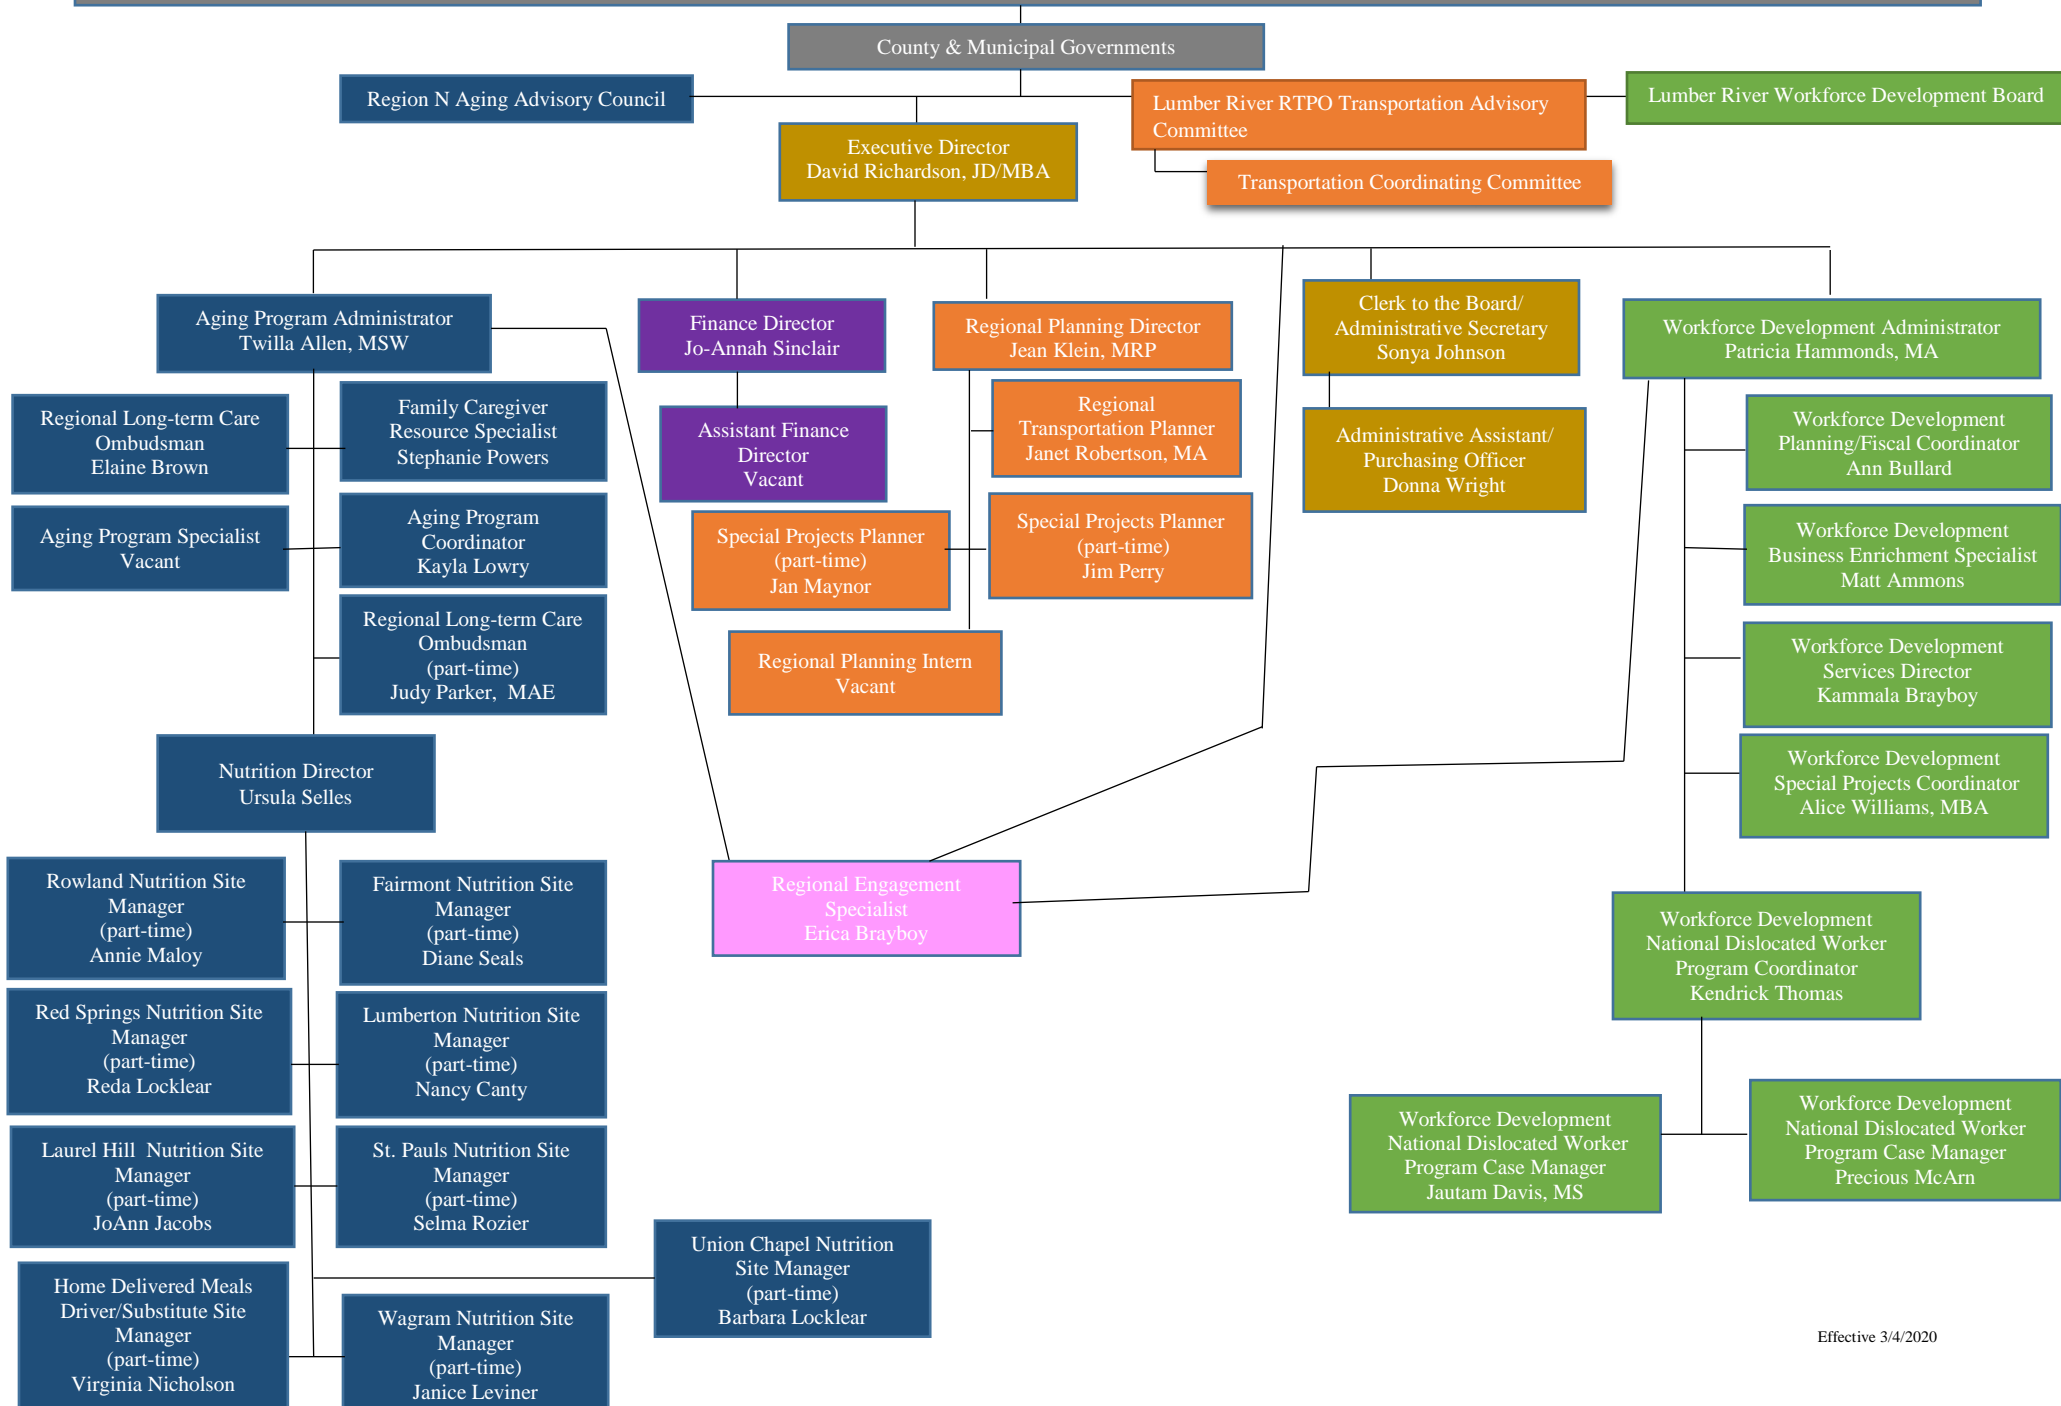 County & Municipal Governments
Region N Aging Advisory Council
Lumber River RTPO Transportation Advisory
Committee
Lumber River Workforce Development Board
Executive Director
David Richardson, JD/MBA
Transportation Coordinating Committee
Aging Program Administrator
Twilla Allen, MSW
Finance Director
Jo-Annah Sinclair
Regional Planning Director
Jean Klein, MRP
Clerk to the Board/
Administrative Secretary
Sonya Johnson
Workforce Development Administrator
Patricia Hammonds, MA
Regional Long-term Care
Ombudsman
Elaine Brown
Family Caregiver
Resource Specialist
Stephanie Powers
Assistant Finance
Director
Vacant
Regional
Transportation Planner
Janet Robertson, MA
Administrative Assistant/
Purchasing Officer
Donna Wright
Workforce Development
Planning/Fiscal Coordinator
Ann Bullard
Aging Program Specialist
Vacant
Aging Program
Coordinator
Kayla Lowry
Special Projects Planner
(part-time)
Jan Maynor
Special Projects Planner
(part-time)
Jim Perry
Workforce Development
Business Enrichment Specialist
Matt Ammons
Regional Long-term Care
Ombudsman
(part-time)
Judy Parker,  MAE
Regional Planning Intern
Vacant
Workforce Development
Services Director
Kammala Brayboy
Nutrition Director
Ursula Selles
Workforce Development
Special Projects Coordinator
Alice Williams, MBA
Rowland Nutrition Site
Manager
(part-time)
Annie Maloy
Fairmont Nutrition Site
Manager
(part-time)
Diane Seals
Regional Engagement
Specialist
Erica Brayboy
Workforce Development
National Dislocated Worker
Program Coordinator
Kendrick Thomas
Red Springs Nutrition Site
Manager
(part-time)
Reda Locklear
Lumberton Nutrition Site
Manager
(part-time)
Nancy Canty
Workforce Development
National Dislocated Worker
Program Case Manager
Jautam Davis, MS
Workforce Development
National Dislocated Worker
Program Case Manager
Precious McArn
Laurel Hill  Nutrition Site
Manager
(part-time)
JoAnn Jacobs
St. Pauls Nutrition Site
Manager
(part-time)
Selma Rozier
Union Chapel Nutrition
Site Manager
(part-time)
Barbara Locklear
Home Delivered Meals
Driver/Substitute Site
Manager
(part-time)
Virginia Nicholson
Wagram Nutrition Site
Manager
(part-time)
Janice Leviner
Effective 3/4/2020